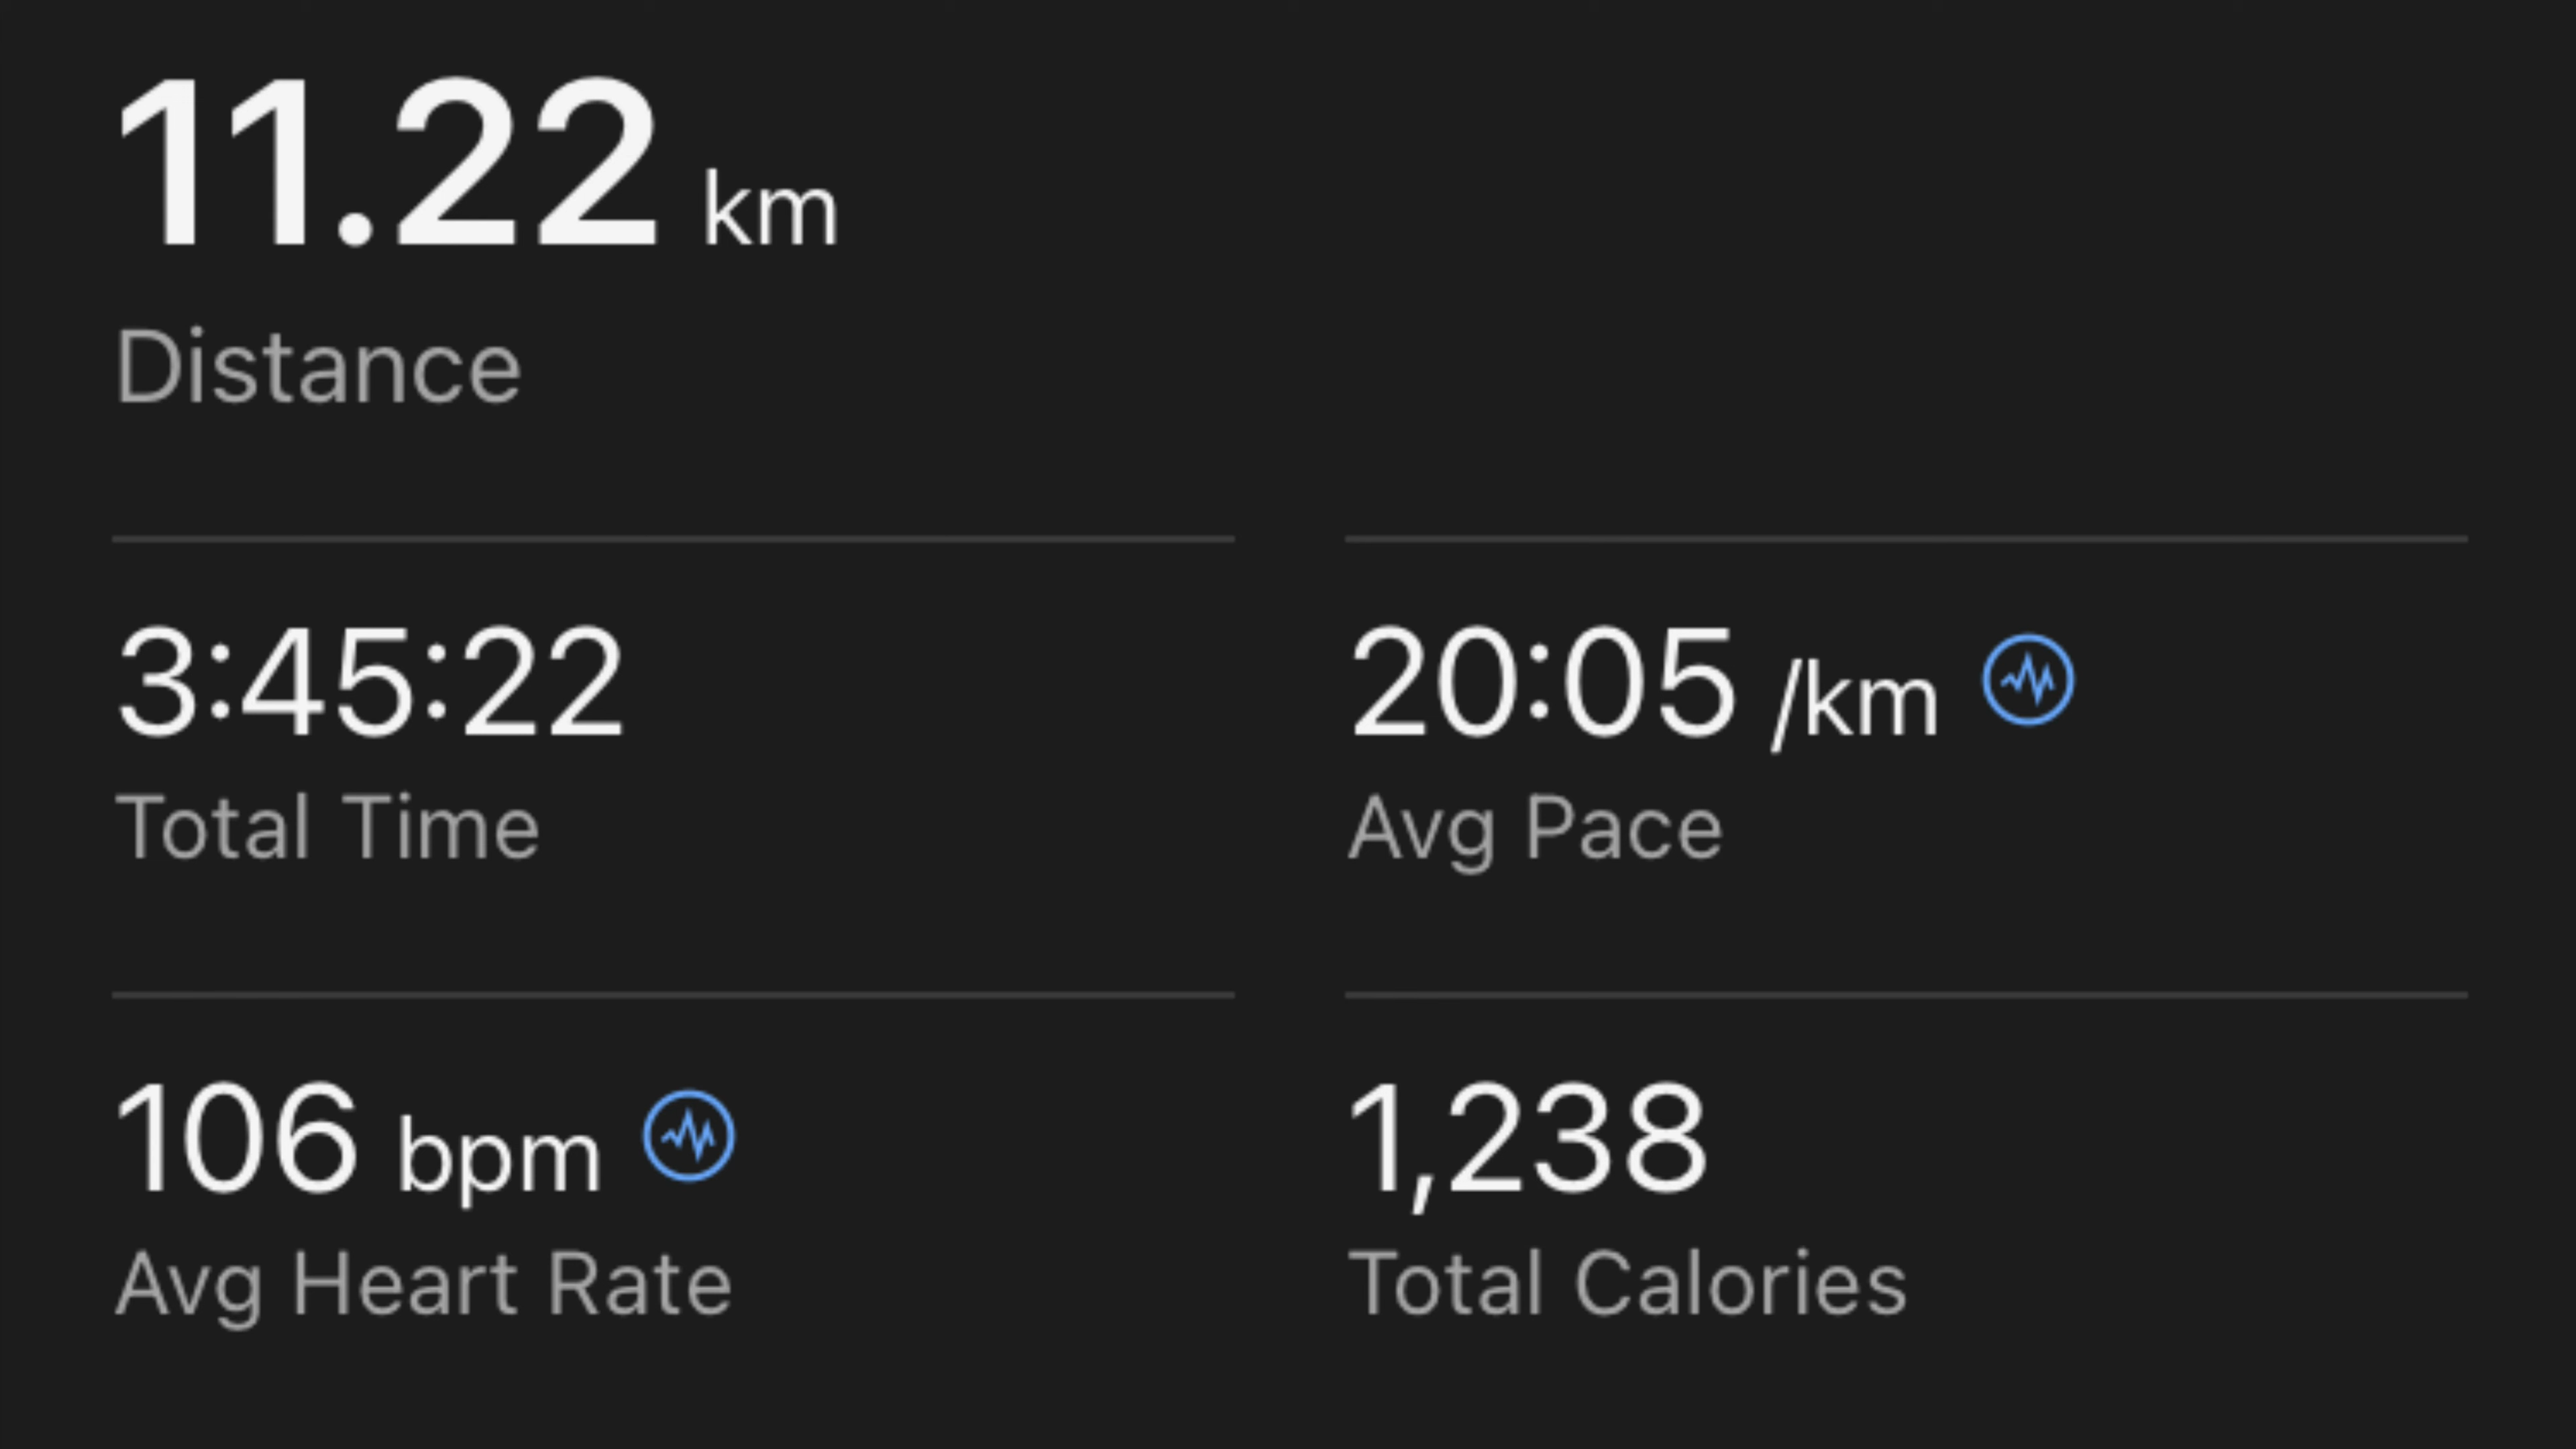 11.22 km
Distance
3:45:22
Total Time
20:05 /km
Avg Pace
106 bpm
Avg Heart Rate
1,238
Total Calories